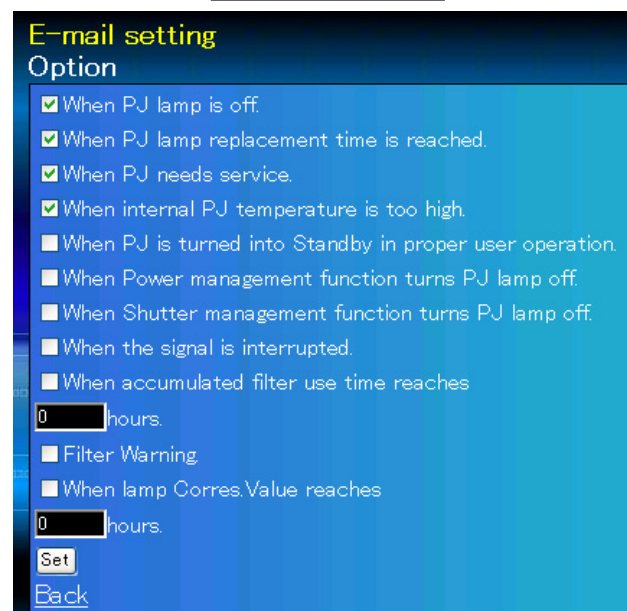 E-mail setting
Option
When PJ lamp is off.
When PJ lamp replacement time is reached.
When PJ needs service.
When internal PJ temperature is too high.
When PJ is turned into Standby in proper user operation.
When Power management function turns PJ lamp off.
When Shutter management function turns PJ lamp off.
When the signal is interrupted.
When accumulated filter use time reaches
0 hours.
Filter Warning
When lamp Corres.Value reaches
0 hours.
Set
Back